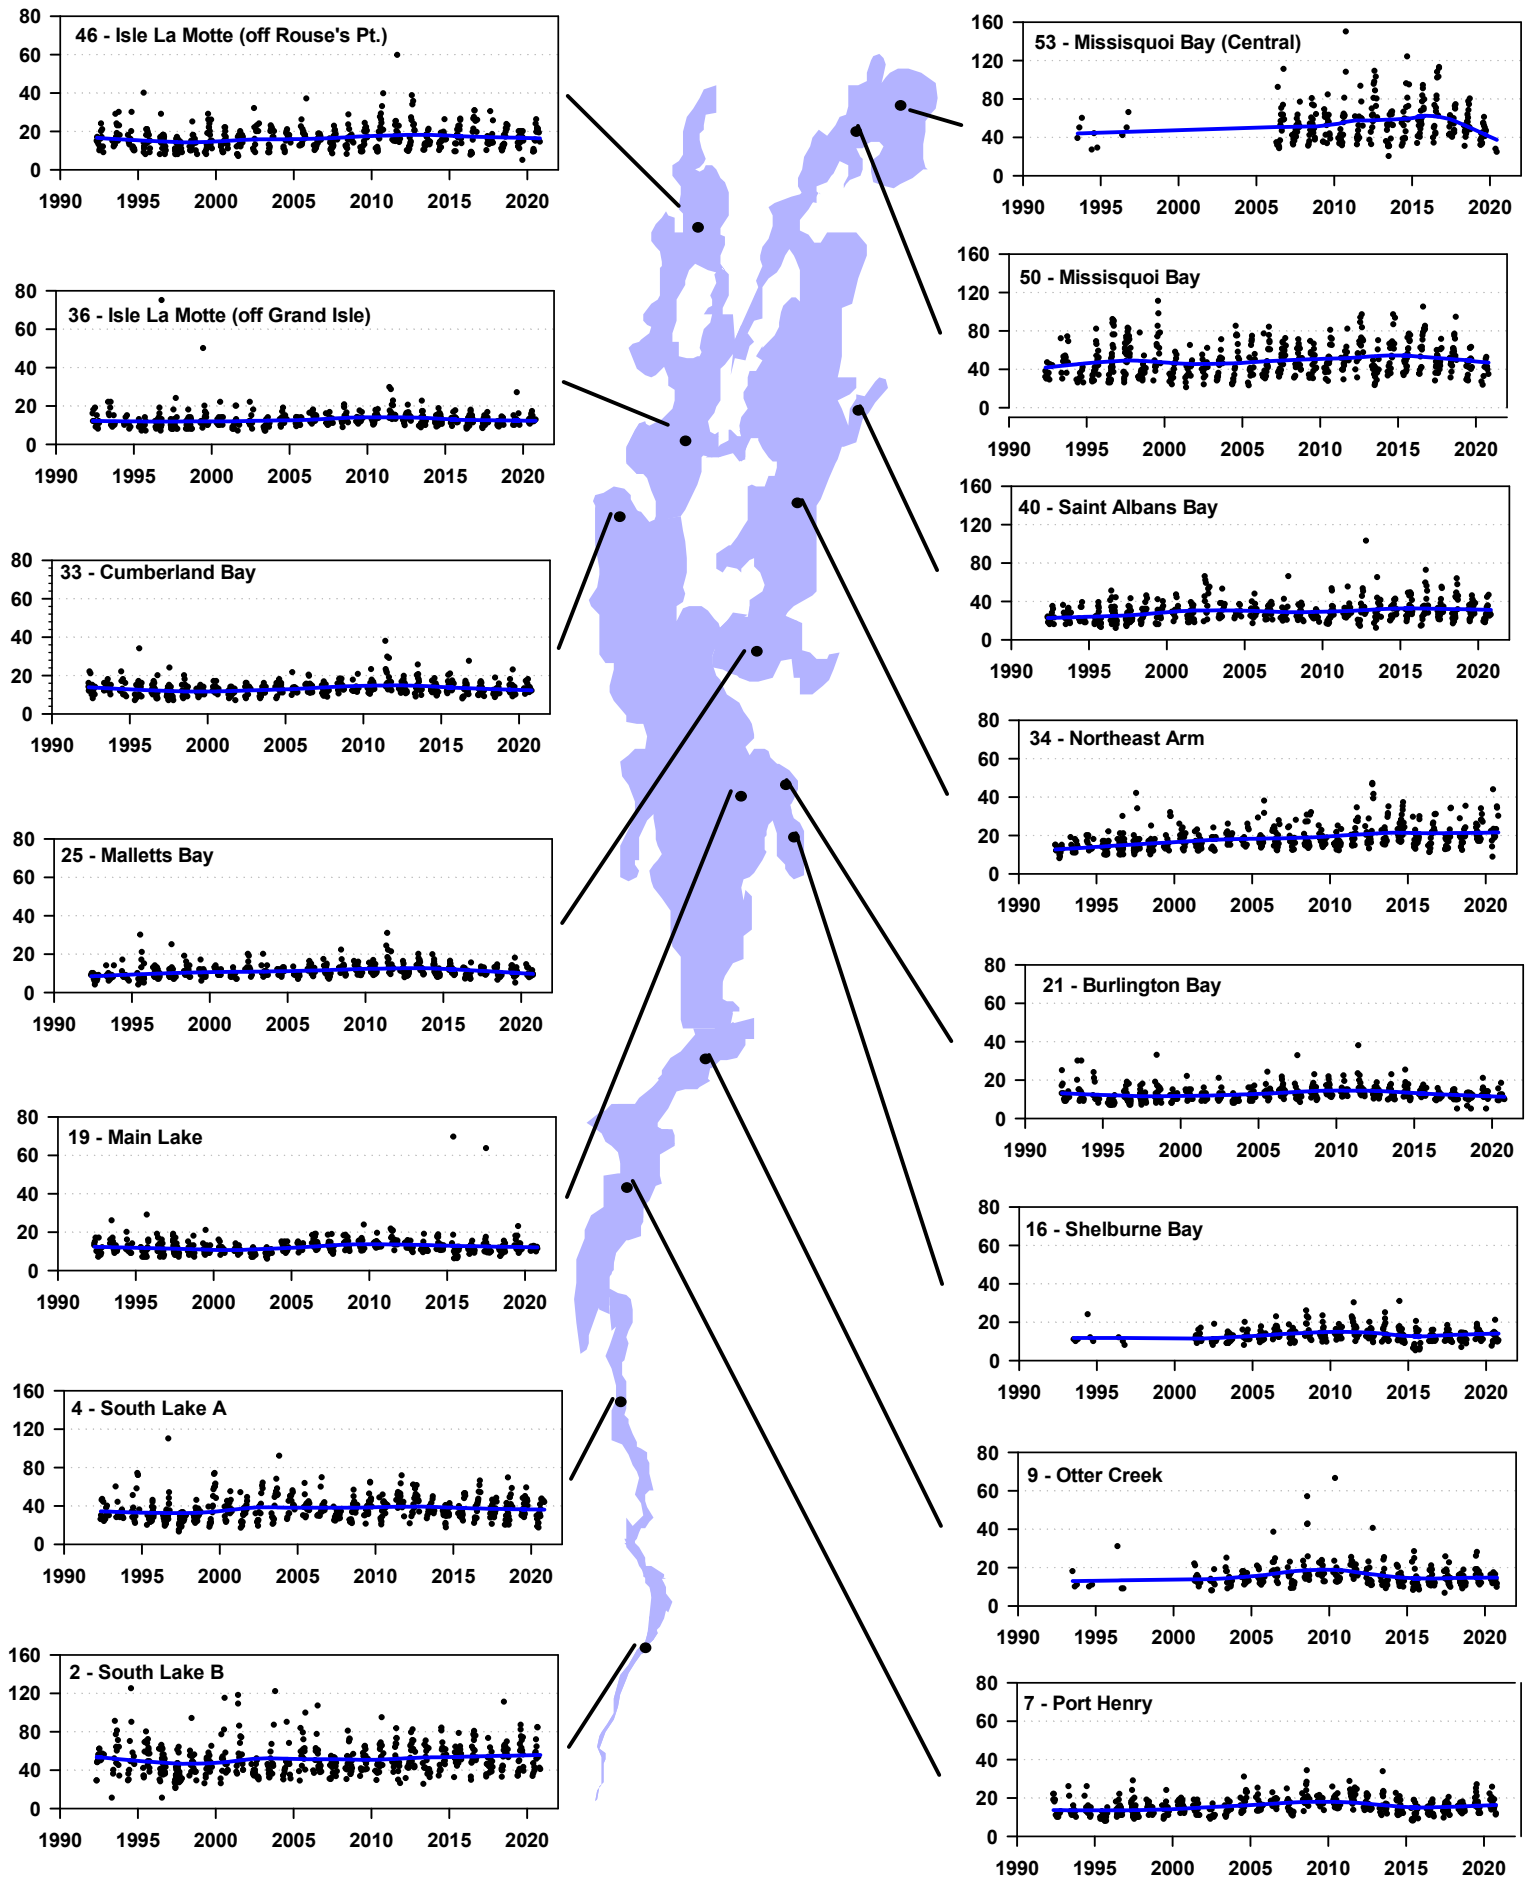 46 - Isle La Motte (off Rouse's Pt.)
80
60
40
20
0
1990 1995 2000 2005 2010 2015 2020
36 - Isle La Motte (off Grand Isle)
80
60
40
20
0
1990 1995 2000 2005 2010 2015 2020
33 - Cumberland Bay
80
60
40
20
0
1990 1995 2000 2005 2010 2015 2020
25 - Malletts Bay
80
60
40
20
0
1990 1995 2000 2005 2010 2015 2020
19 - Main Lake
80
60
40
20
0
1990 1995 2000 2005 2010 2015 2020
4 - South Lake A
160
120
80
40
0
1990 1995 2000 2005 2010 2015 2020
2 - South Lake B
160
120
80
40
0
1990 1995 2000 2005 2010 2015 2020
53 - Missisquoi Bay (Central)
160
120
80
40
0
1990 1995 2000 2005 2010 2015 2020
50 - Missisquoi Bay
160
120
80
40
0
1990 1995 2000 2005 2010 2015 2020
40 - Saint Albans Bay
160
120
80
40
0
1990 1995 2000 2005 2010 2015 2020
34 - Northeast Arm
80
60
40
20
0
1990 1995 2000 2005 2010 2015 2020
21 - Burlington Bay
80
60
40
20
0
1990 1995 2000 2005 2010 2015 2020
16 - Shelburne Bay
80
60
40
20
0
1990 1995 2000 2005 2010 2015 2020
9 - Otter Creek
80
60
40
20
0
1990 1995 2000 2005 2010 2015 2020
7 - Port Henry
80
60
40
20
0
1990 1995 2000 2005 2010 2015 2020